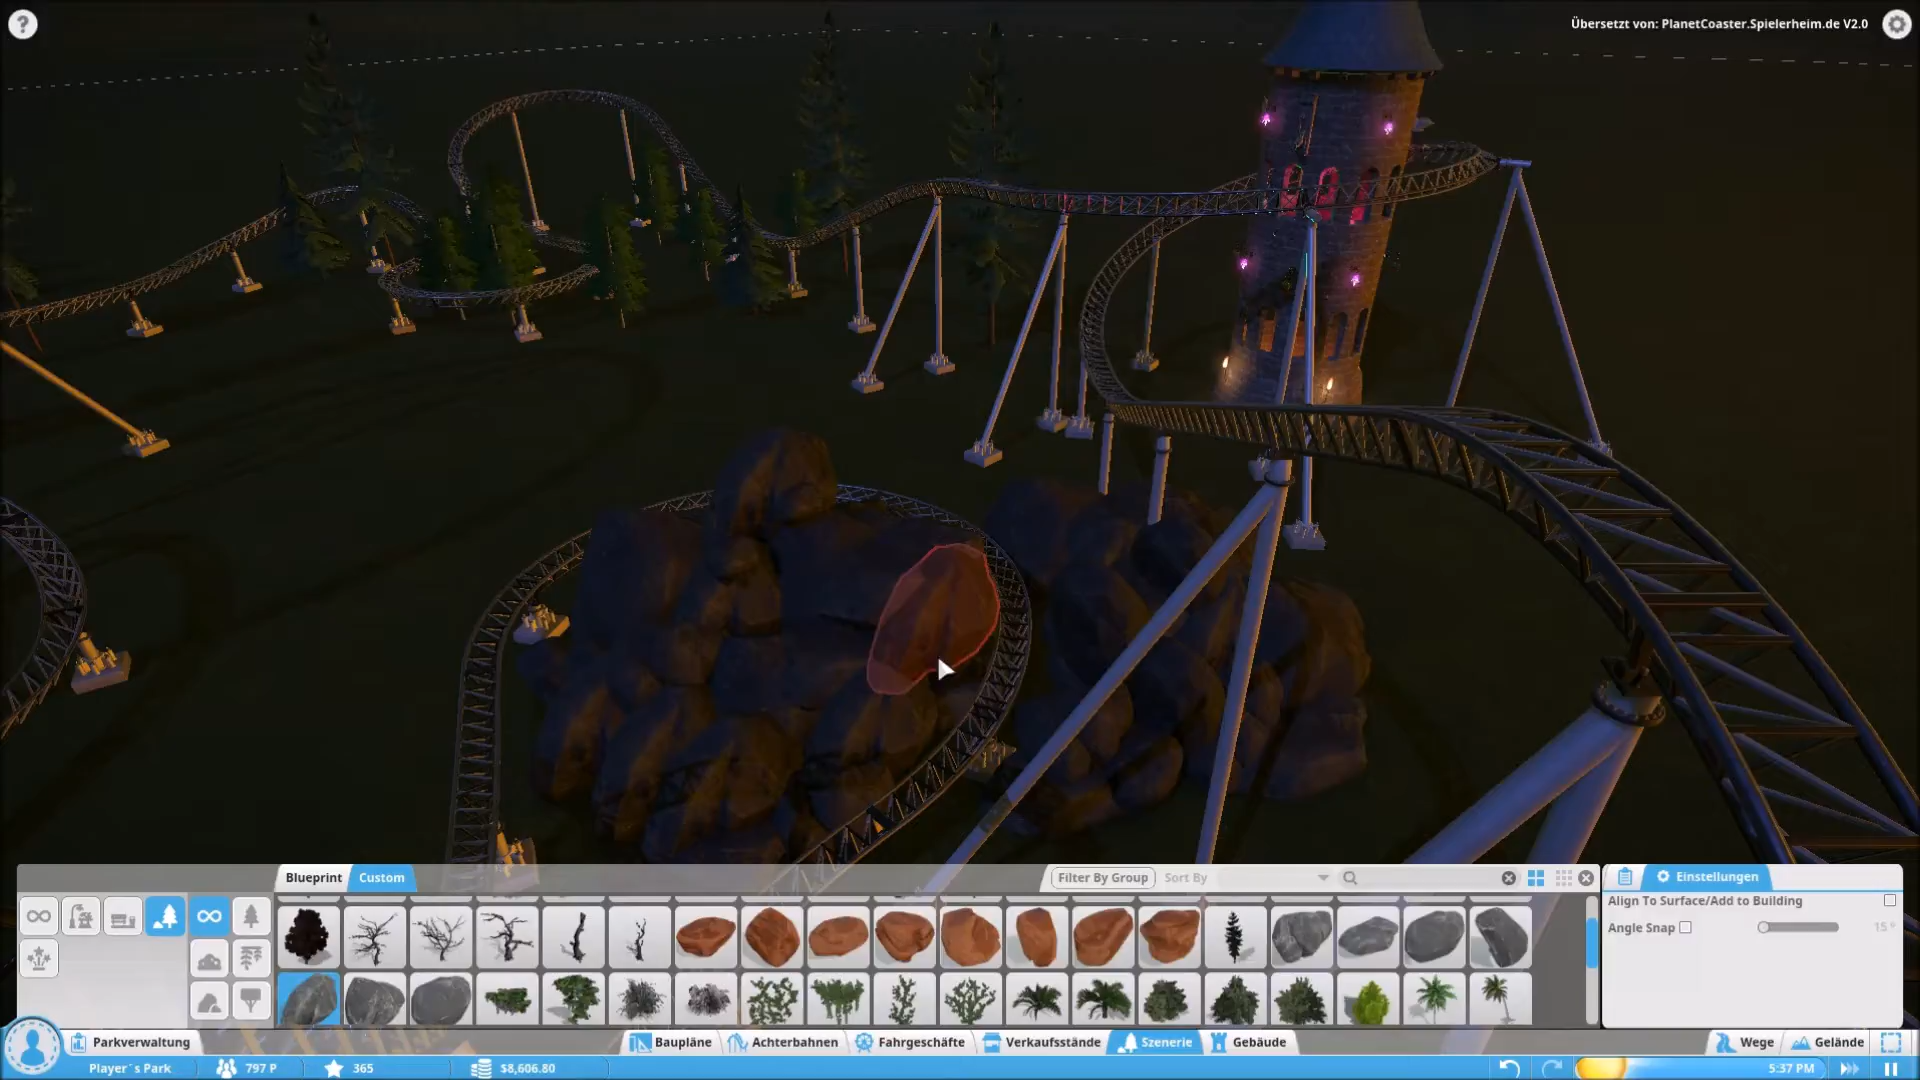 ?
Übersetzt von: PlanetCoaster.Spielerheim.de V2.0
Blueprint
Custom
Filter By Group
Sort By
Einstellungen
Align To Surface/Add to Building
Angle Snap
15 °
Parkverwaltung
Baupläne
Achterbahnen
Fahrgeschäfte
Verkaufsstände
Szenerie
Gebäude
Wege
Gelände
Player´s Park
797 P
365
$8,606.80
5:37 PM